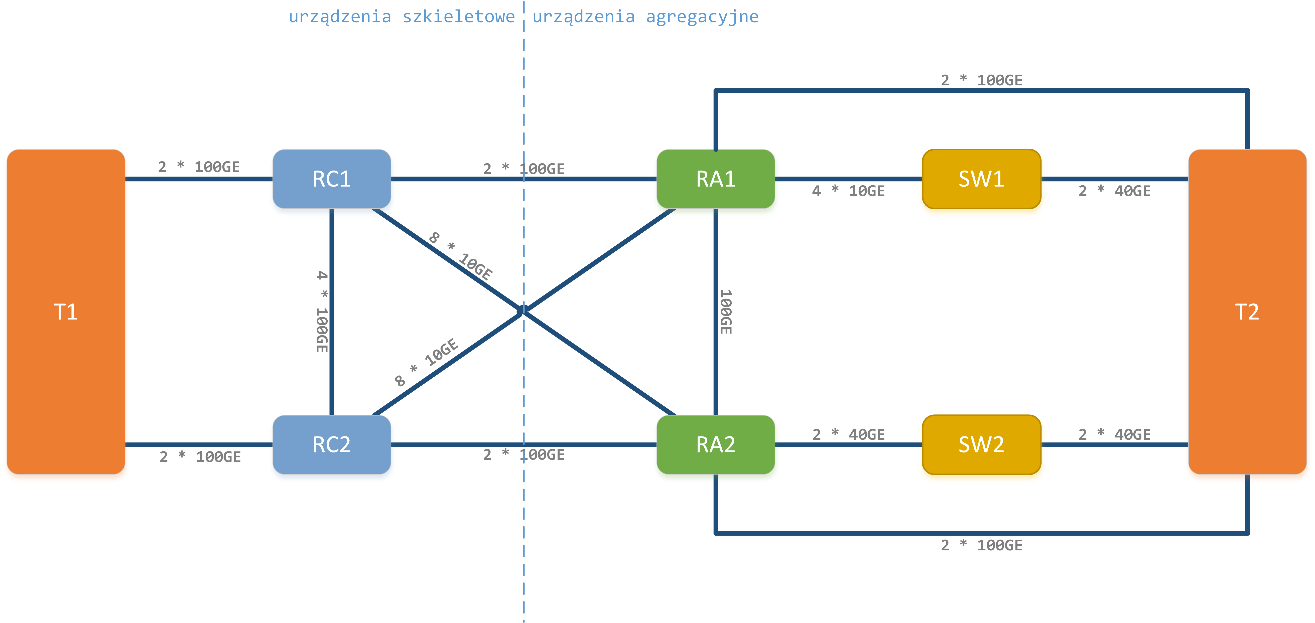 urządzenia szkieletowe
urządzenia agregacyjne
2 * 100GE
2 * 100GE
RC1
2 * 100GE
RA1
4 * 10GE
SW1
2 * 40GE
8 * 10GE
4 * 100GE
100GE
T1
T2
8 * 10GE
2 * 100GE
RC2
2 * 100GE
RA2
2 * 40GE
SW2
2 * 40GE
2 * 100GE